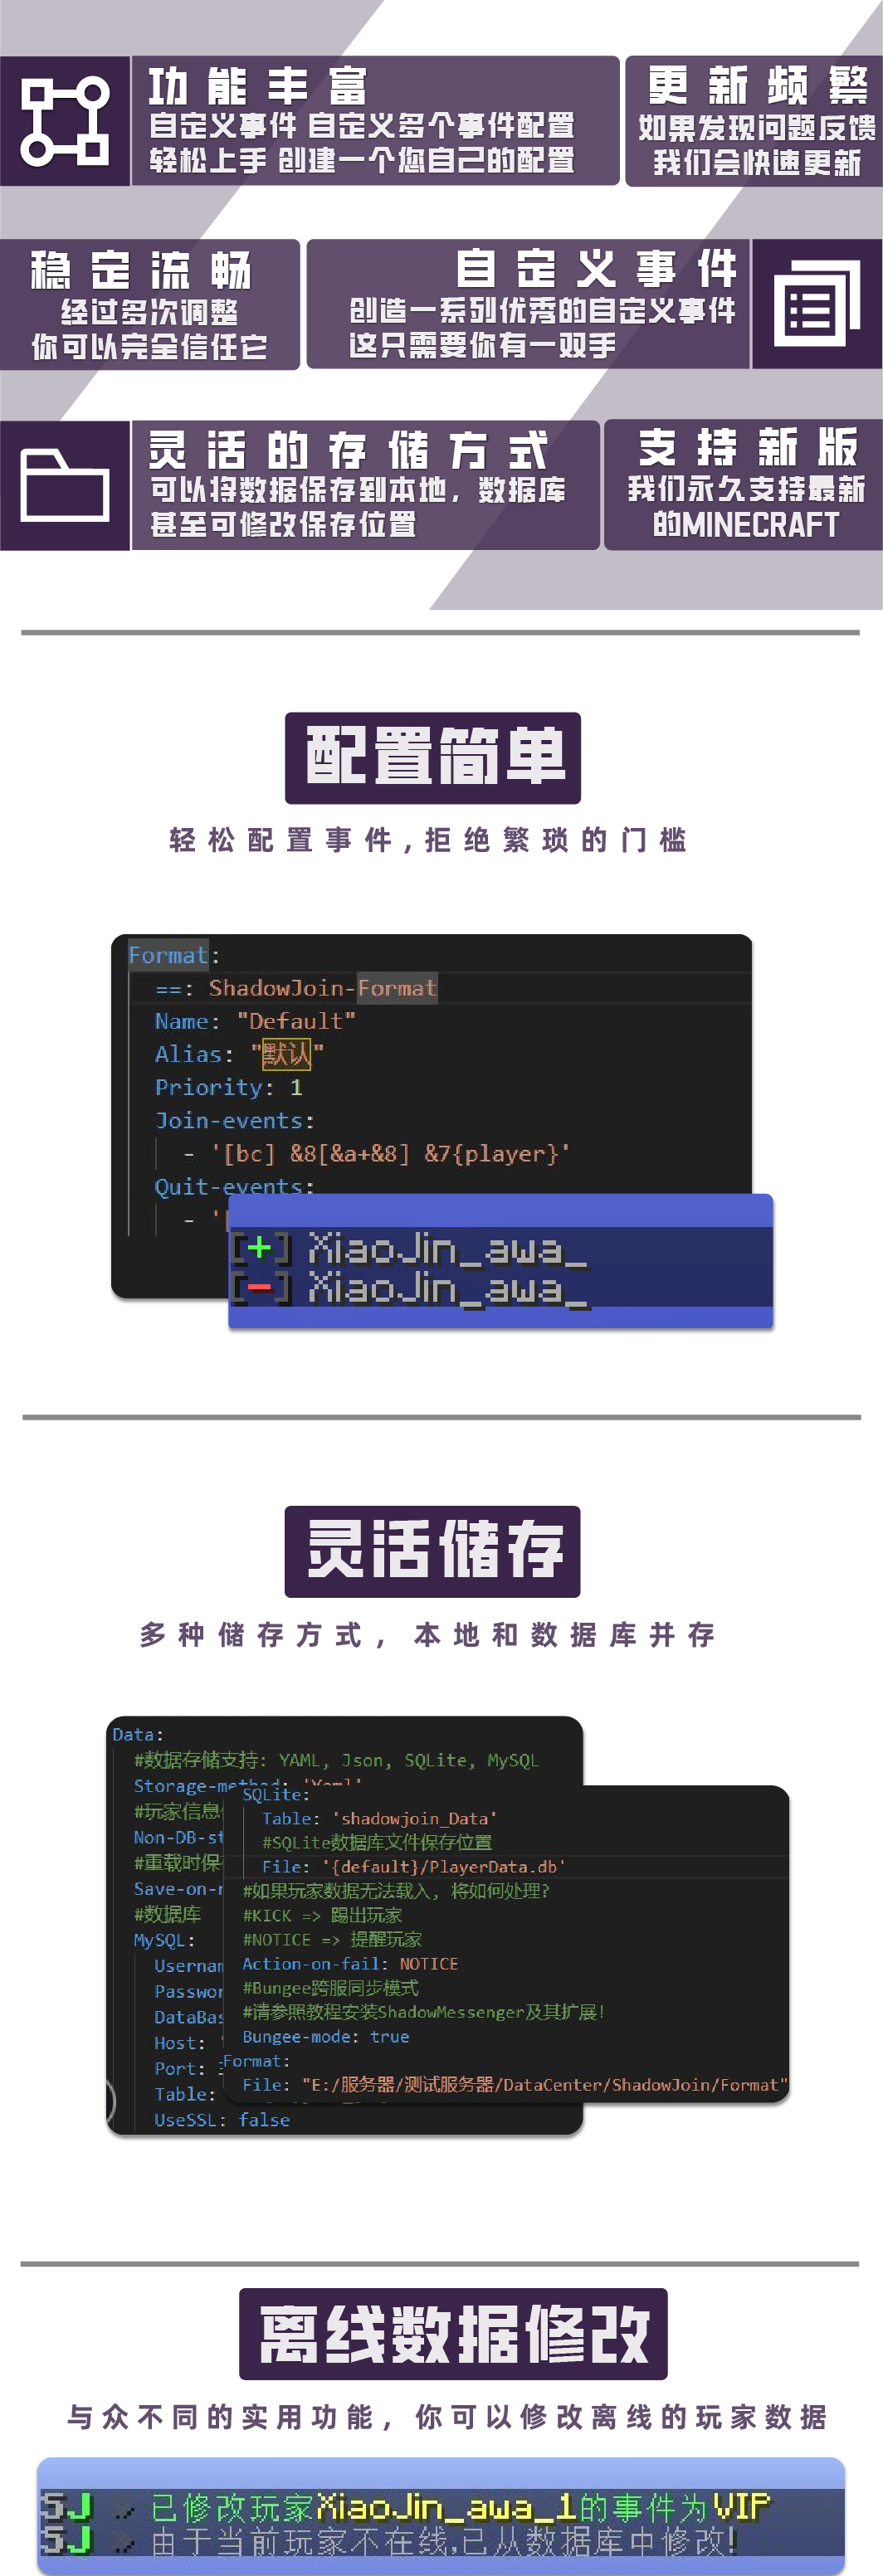 功能丰富
自定义事件 自定义多个事件配置
轻松上手 创建一个您自己的配置
更新频繁
如果发现问题反馈
我们会快速更新
稳定流畅
经过多次调整
你可以完全信任它
自定义事件
创造一系列优秀的自定义事件
这只需要你有一双手
灵活的存储方式
可以将数据保存到本地，数据库
甚至可修改保存位置
支持新版
我们永久支持最新
的MINECRAFT
配置简单
轻松配置事件,拒绝繁琐的门槛
Format:
==: ShadowJoin-Format
Name: "Default"
Alias: "默认"
Priority: 1
Join-events:
- '[bc] &8[&a+&8] &7{player}'
Quit-events:
- '[
[+] XiaoJin_awa_
[-] XiaoJin_awa_
灵活储存
多种储存方式，本地和数据库并存
Data:
#数据存储支持: YAML, Json, SQLite, MySQL
Storage-method: 'Yaml'
#玩家信息
Non-DB-st
#重载时保
Save-on-r
#数据库
MySQL:
Usernam
Passwor
DataBas
Host: '
Port:
Table:
UseSSL: false
SQLite:
Table: 'shadowjoin_Data'
#SQLite数据库文件保存位置
File: '{default}/PlayerData.db'
#如果玩家数据无法载入, 将如何处理?
#KICK => 踢出玩家
#NOTICE => 提醒玩家
Action-on-fail: NOTICE
#Bungee跨服同步模式
#请参照教程安装ShadowMessenger及其扩展!
Bungee-mode: true
Format:
File: "E:/服务器/测试服务器/DataCenter/ShadowJoin/Format"
离线数据修改
与众不同的实用功能，你可以修改离线的玩家数据
SJ » 已修改玩家XiaoJin_awa_1的事件为VIP
SJ » 由于当前玩家不在线,已从数据库中修改!